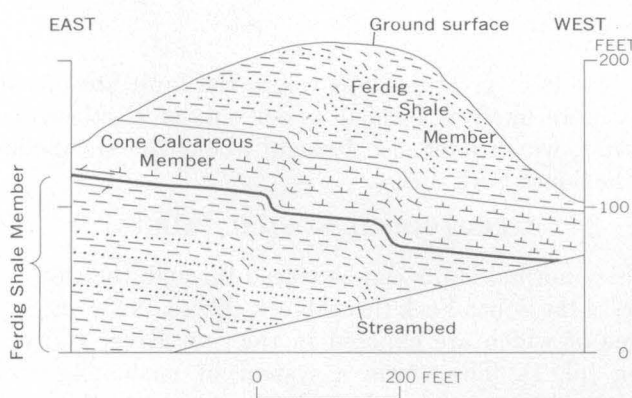 EAST
Ground surface
WEST
FEET
200
Ferdig
Shale
Member
Cone Calcareous
Member
100
Ferdig Shale Member
Streambed
0
0
200 FEET